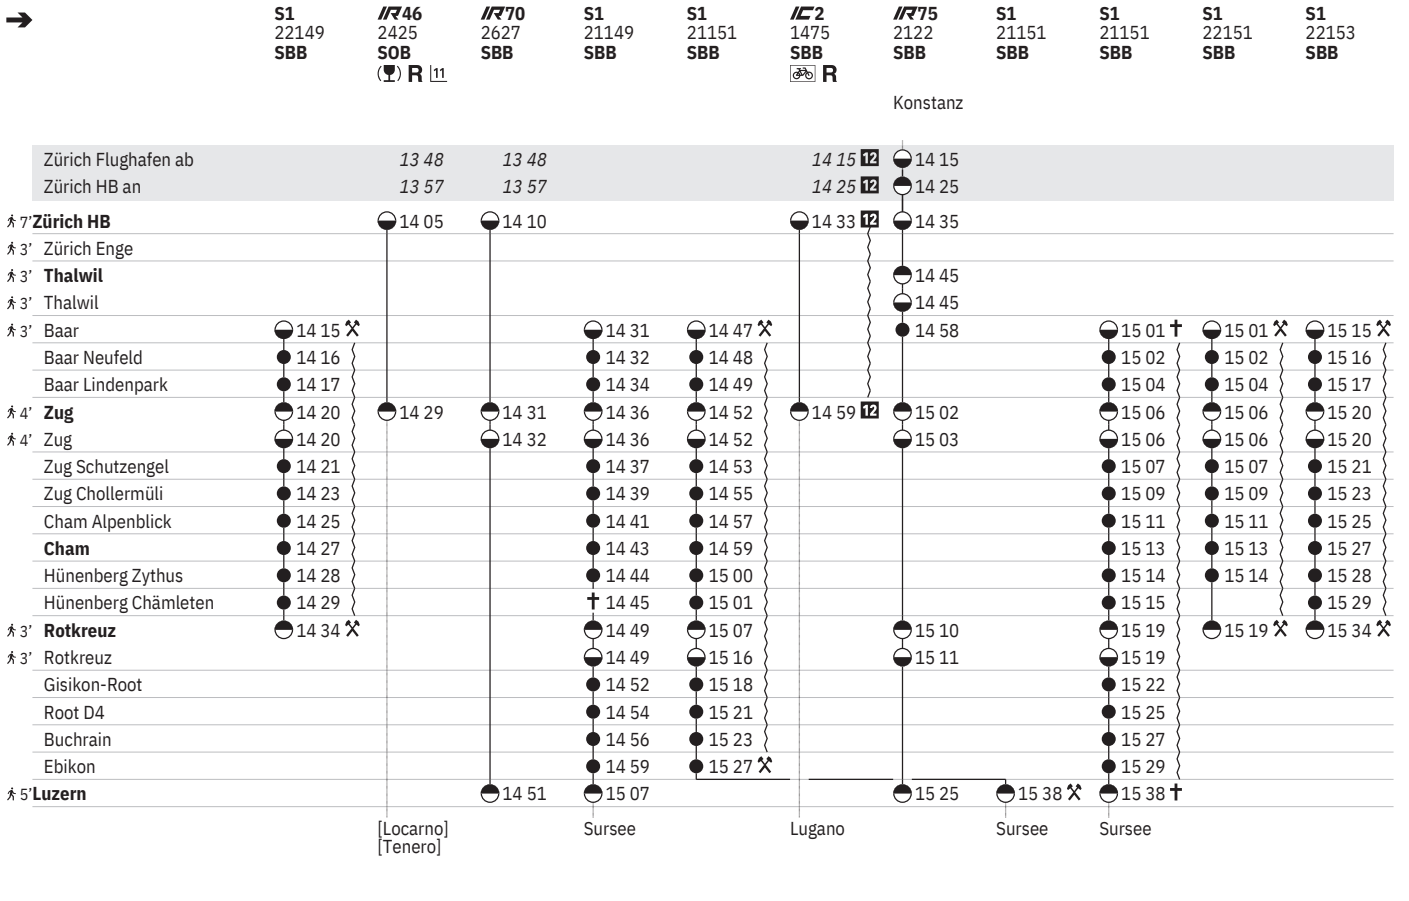 S1 IR46 IR70 S1 S1 IC2 IR75 S1 S1 S1 S1
22149 2425 2627 21149 21151 1475 2122 21151 21151 22151 22153
SBB SOB SBB SBB SBB SBB SBB SBB SBB SBB SBB
R 11 R
Konstanz
Zürich Flughafen ab 13 48 13 48 14 15 12 14 15
Zürich HB an 13 57 13 57 14 25 12 14 25
7’ Zürich HB 14 05 14 10 14 33 12 14 35
3’ Zürich Enge
3’ Thalwil 14 45
3’ Thalwil 14 45
3’ Baar 14 15 14 31 14 47 14 58 15 01 † 15 01 15 15
Baar Neufeld 14 16 14 32 14 48 15 02 15 02 15 16
Baar Lindenpark 14 17 14 34 14 49 15 04 15 04 15 17
4’ Zug 14 20 14 29 14 31 14 36 14 52 14 59 12 15 02 15 06 15 06 15 20
4’ Zug 14 20 14 32 14 36 14 52 15 03 15 06 15 06 15 20
Zug Schutzengel 14 21 14 37 14 53 15 07 15 07 15 21
Zug Chollermüli 14 23 14 39 14 55 15 09 15 09 15 23
Cham Alpenblick 14 25 14 41 14 57 15 11 15 11 15 25
Cham 14 27 14 43 14 59 15 13 15 13 15 27
Hünenberg Zythus 14 28 14 44 15 00 15 14 15 14 15 28
Hünenberg Chämleten 14 29 † 14 45 15 01 15 15 15 29
3’ Rotkreuz 14 34 14 49 15 07 15 10 15 19 15 19 15 34
3’ Rotkreuz 14 49 15 16 15 11 15 19
Gisikon-Root 14 52 15 18 15 22
Root D4 14 54 15 21 15 25
Buchrain 14 56 15 23 15 27
Ebikon 14 59 15 27 15 29
5’ Luzern 14 51 15 07 15 25 15 38 15 38 †
[Locarno] Sursee Lugano Sursee Sursee
[Tenero]